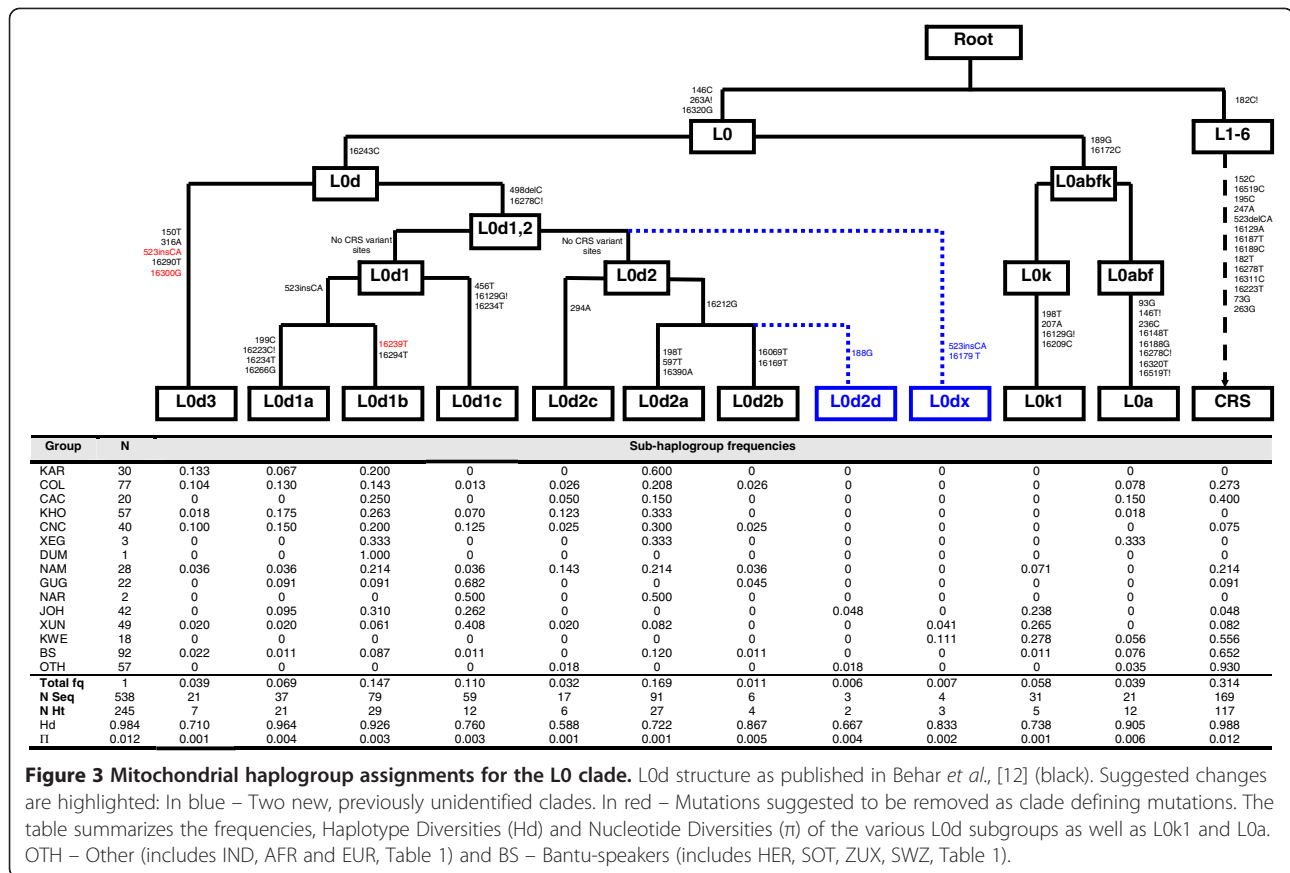 Root
146C
263A!
16320G
182C!
L0
L1-6
16243C
189G
16172C
L0d
L0abfk
498delC
16278C!
152C
16519C
195C
247A
523delCA
16129A
16187T
16189C
182T
16278T
16311C
16223T
73G
263G
150T
316A
523insCA
16290T
16300G
L0d1,2
No CRS variant
sites
No CRS variant
sites
L0d1
L0d2
L0k
L0abf
523insCA
456T
16129G!
16234T
294A
16212G
198T
207A
16129G!
16209C
93G
146T!
236C
16148T
16188G
16278C!
16320T
16519T!
199C
16223C!
16234T
16266G
16239T
16294T
198T
597T
16390A
16069T
16169T
188G
523insCA
16179 T
L0d3 L0d1a L0d1b L0d1c L0d2c L0d2a L0d2b L0d2d L0dx L0k1 L0a CRS
Group N Sub-haplogroup frequencies
KAR 30 0.133 0.067 0.200 0 0 0.600 0 0 0 0 0 0
COL 77 0.104 0.130 0.143 0.013 0.026 0.208 0.026 0 0 0 0.078 0.273
CAC 20 0 0 0.250 0 0.050 0.150 0 0 0 0 0.150 0.400
KHO 57 0.018 0.175 0.263 0.070 0.123 0.333 0 0 0 0 0.018 0
CNC 40 0.100 0.150 0.200 0.125 0.025 0.300 0.025 0 0 0 0 0.075
XEG 3 0 0 0.333 0 0 0.333 0 0 0 0 0.333 0
DUM 1 0 0 1.000 0 0 0 0 0 0 0 0 0
NAM 28 0.036 0.036 0.214 0.036 0.143 0.214 0.036 0 0 0.071 0 0.214
GUG 22 0 0.091 0.091 0.682 0 0 0.045 0 0 0 0 0.091
NAR 2 0 0 0 0.500 0 0.500 0 0 0 0 0 0
JOH 42 0 0.095 0.310 0.262 0 0 0 0.048 0 0.238 0 0.048
XUN 49 0.020 0.020 0.061 0.408 0.020 0.082 0 0 0.041 0.265 0 0.082
KWE 18 0 0 0 0 0 0 0 0 0.111 0.278 0.056 0.556
BS 92 0.022 0.011 0.087 0.011 0 0.120 0.011 0 0 0.011 0.076 0.652
OTH 57 0 0 0 0 0.018 0 0 0.018 0 0 0.035 0.930
Total fq 1 0.039 0.069 0.147 0.110 0.032 0.169 0.011 0.006 0.007 0.058 0.039 0.314
N Seq 538 21 37 79 59 17 91 6 3 4 31 21 169
N Ht 245 7 21 29 12 6 27 4 2 3 5 12 117
Hd 0.984 0.710 0.964 0.926 0.760 0.588 0.722 0.867 0.667 0.833 0.738 0.905 0.988
Π 0.012 0.001 0.004 0.003 0.003 0.001 0.001 0.005 0.004 0.002 0.001 0.006 0.012
Figure 3 Mitochondrial haplogroup assignments for the L0 clade. L0d structure as published in Behar et al., [12] (black). Suggested changes
are highlighted: In blue – Two new, previously unidentified clades. In red – Mutations suggested to be removed as clade defining mutations. The
table summarizes the frequencies, Haplotype Diversities (Hd) and Nucleotide Diversities (π) of the various L0d subgroups as well as L0k1 and L0a.
OTH – Other (includes IND, AFR and EUR, Table 1) and BS – Bantu-speakers (includes HER, SOT, ZUX, SWZ, Table 1).